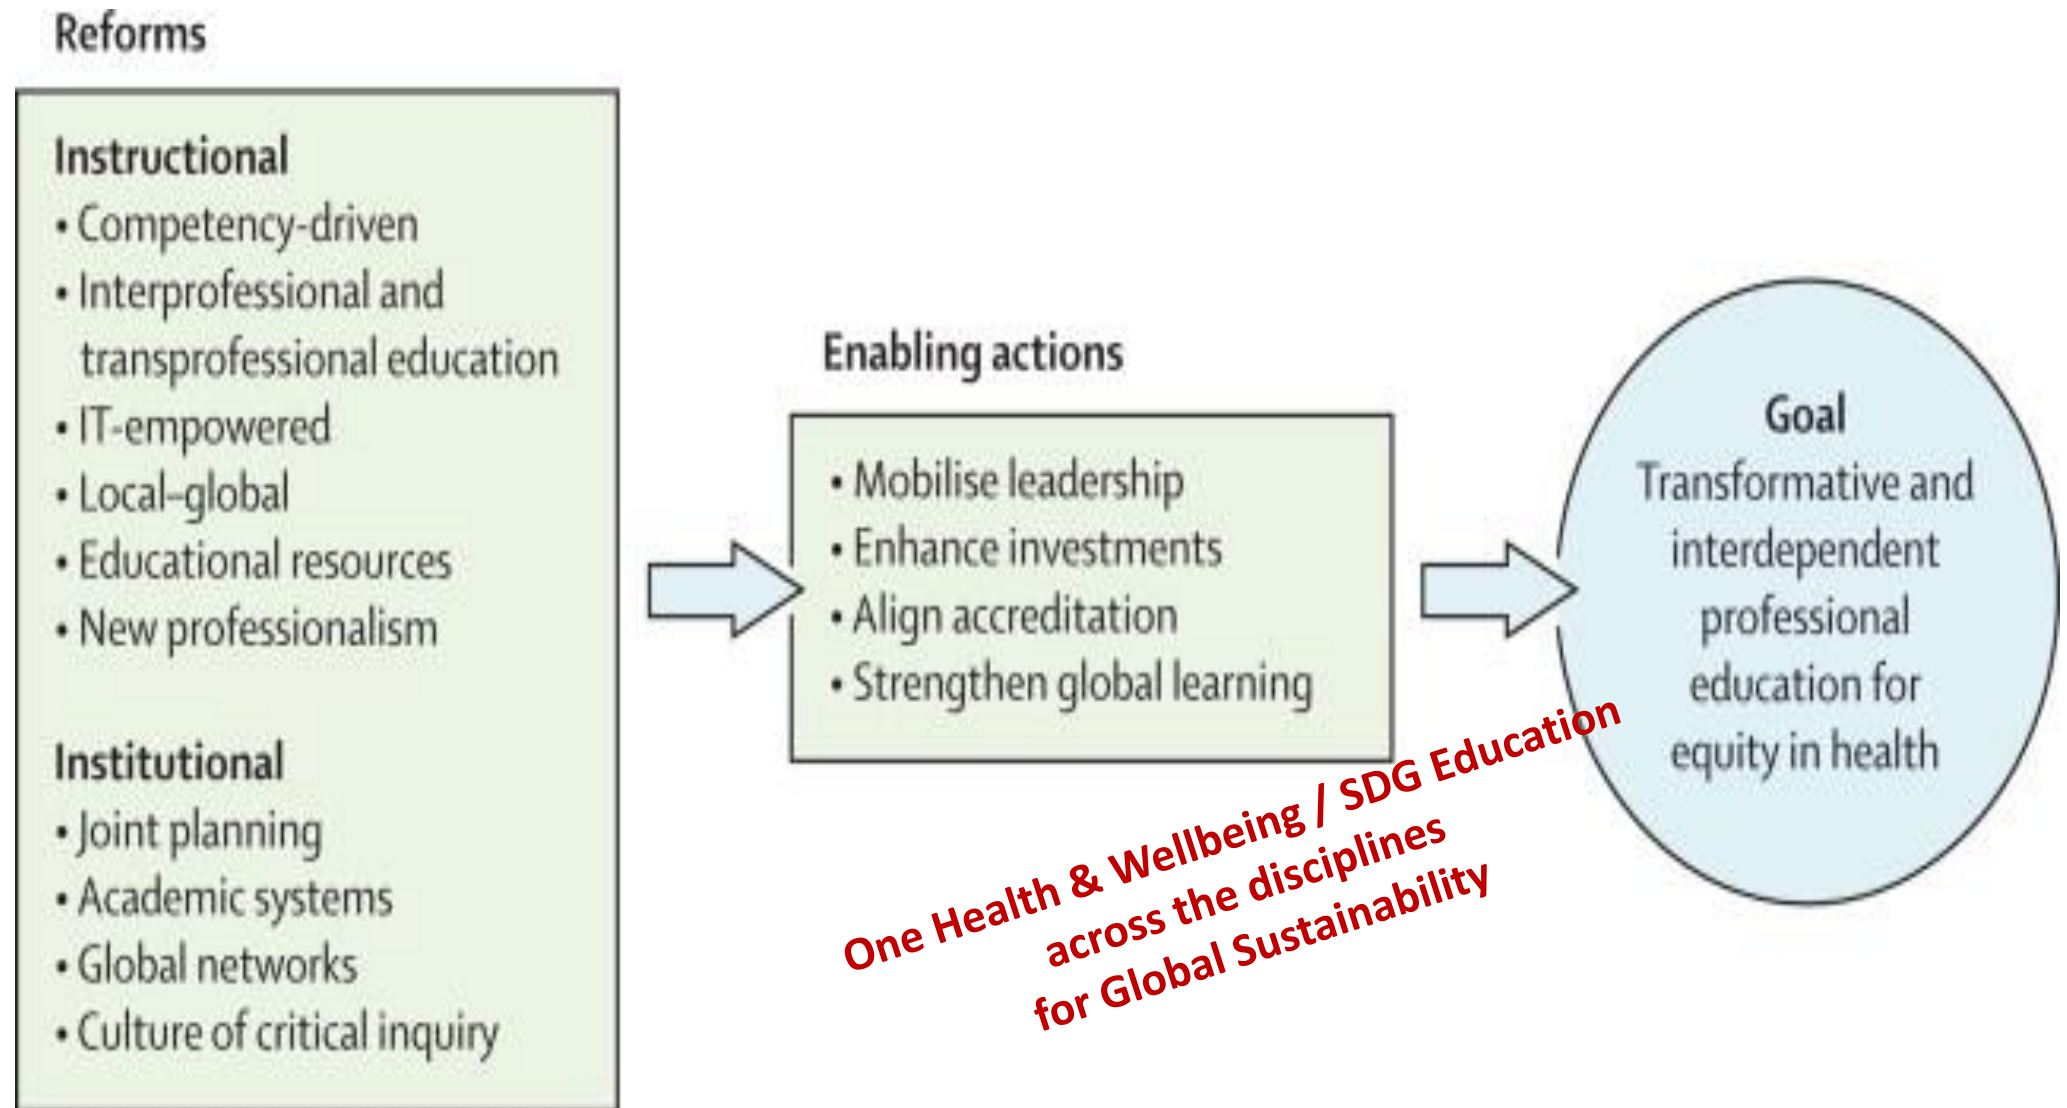 Reforms
Instructional
• Competency-driven
• Interprofessional and
transprofessional education
• IT-empowered
• Local–global
• Educational resources
• New professionalism
Institutional
• Joint planning
• Academic systems
• Global networks
• Culture of critical inquiry
Enabling actions
• Mobilise leadership
• Enhance investments
• Align accreditation
• Strengthen global learning
Goal
Transformative and
interdependent
professional
education for
equity in health
One Health & Wellbeing / SDG Education
across the disciplines
for Global Sustainability